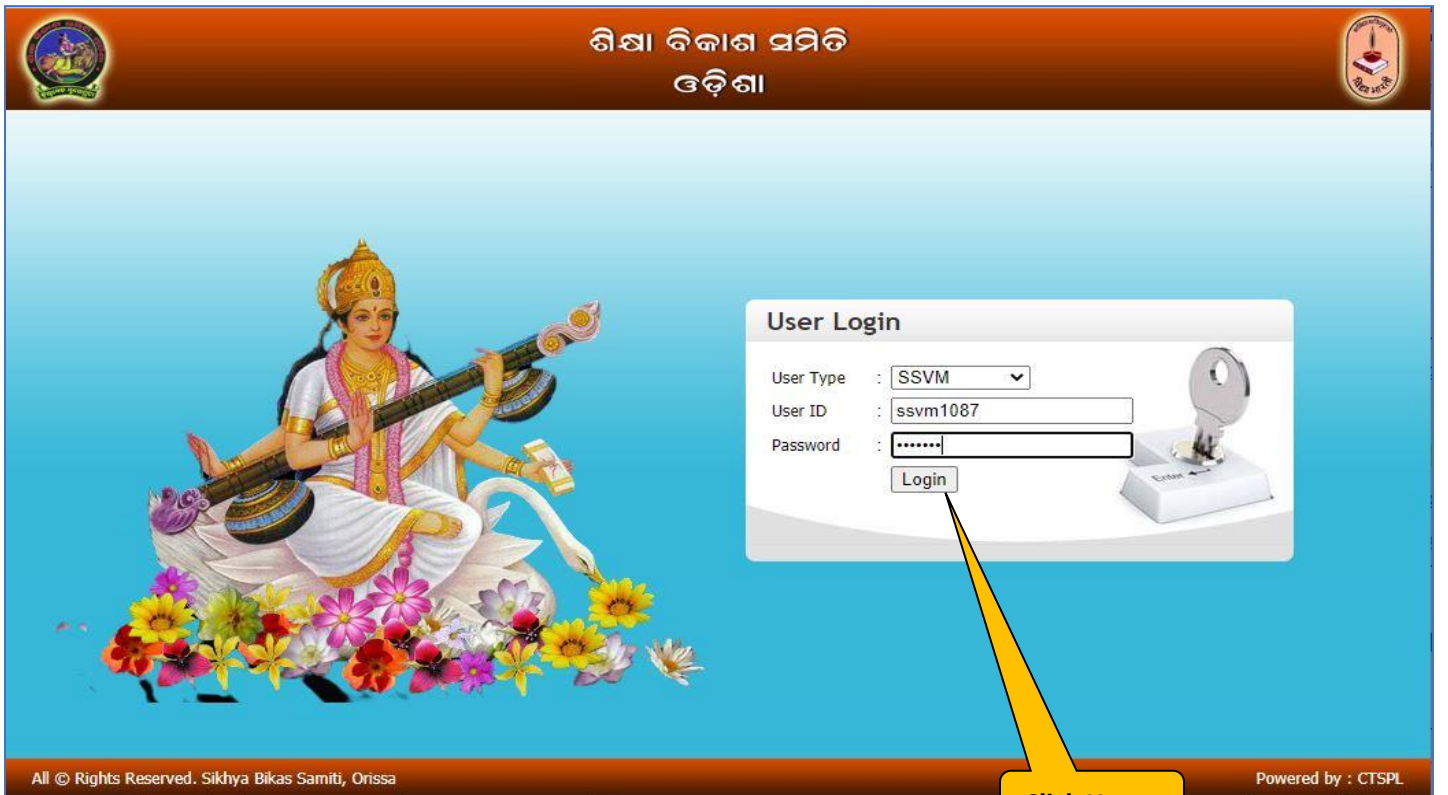 ଶିକ୍ଷା ବିକାଶ ସମିତି
ଓଡ଼ିଶା
User Login
User Type : SSVM
User ID : ssvm1087
Password : •••••••
Login
Enter
All © Rights Reserved. Sikhya Bikas Samiti, Orissa
Powered by : CTSPL